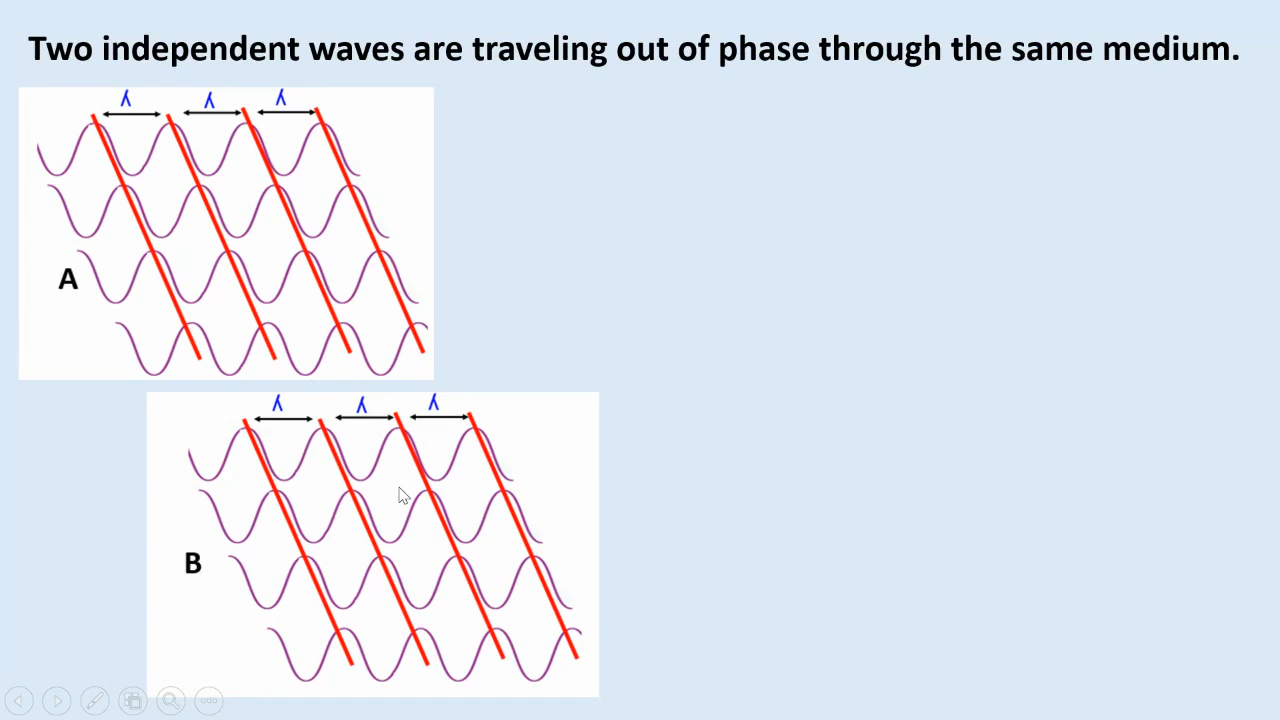 Two independent waves are traveling out of phase through the same medium.
λ λ λ
A
λ λ λ
B